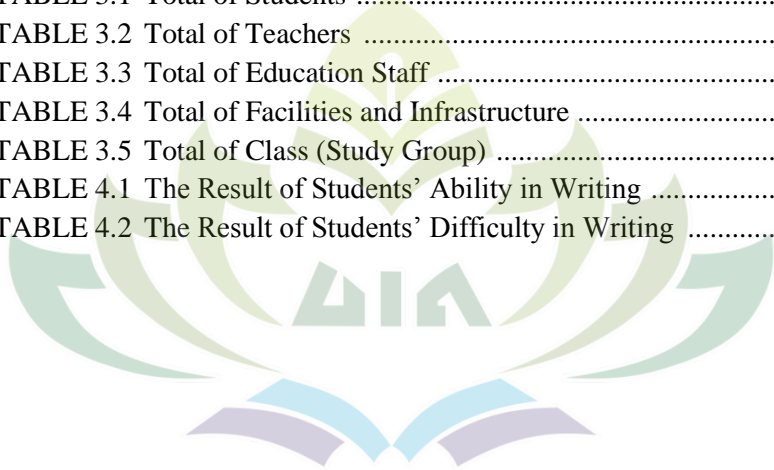 TABLE 3.1 Total of Students ..........................................................
TABLE 3.2 Total of Teachers .........................................................
TABLE 3.3 Total of Education Staff ..............................................
TABLE 3.4 Total of Facilities and Infrastructure ...........................
TABLE 3.5 Total of Class (Study Group) ......................................
TABLE 4.1 The Result of Students’ Ability in Writing .................
TABLE 4.2 The Result of Students’ Difficulty in Writing ............
UIN